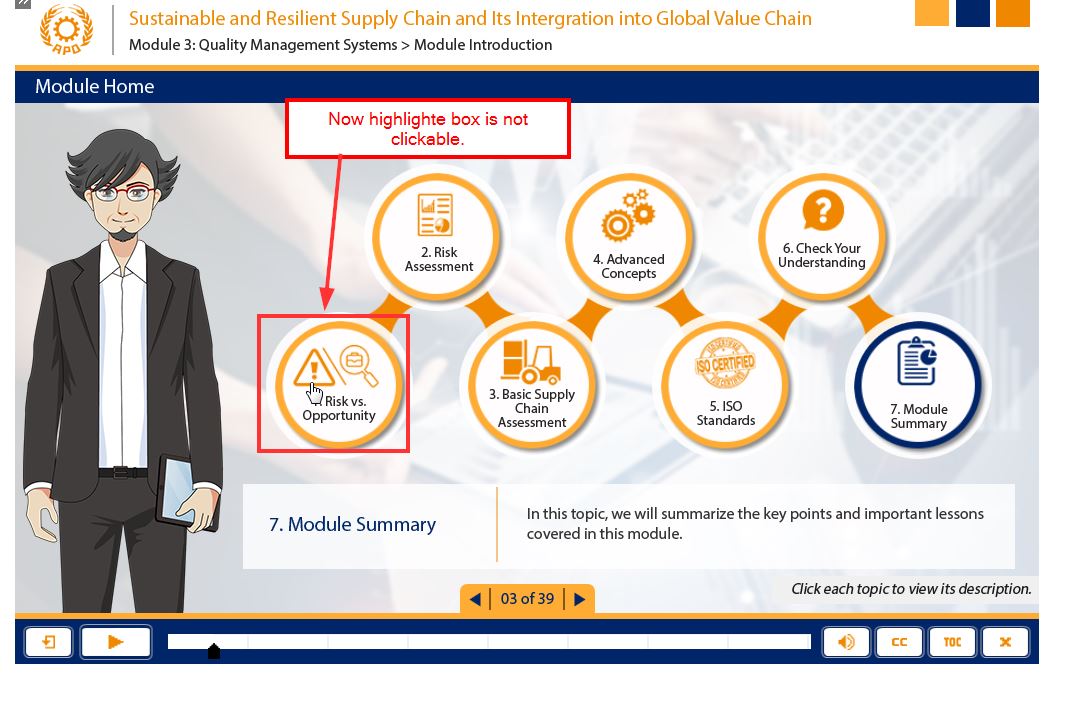 Sustainable and Resilient Supply Chain and Its Intergration into Global Value Chain
APO
Module 3: Quality Management Systems > Module Introduction
Module Home
Now highlighte box is not
clickable.
2. Risk
Assessment
4. Advanced
Concepts
6. Check Your
Understanding
Risk vs.
Opportunity
3. Basic Supply
Chain
Assessment
ISO CERTIFIED
5. ISO
Standards
7. Module
Summary
7. Module Summary
In this topic, we will summarize the key points and important lessons
covered in this module.
Click each topic to view its description.
03 of 39
CC
TOC